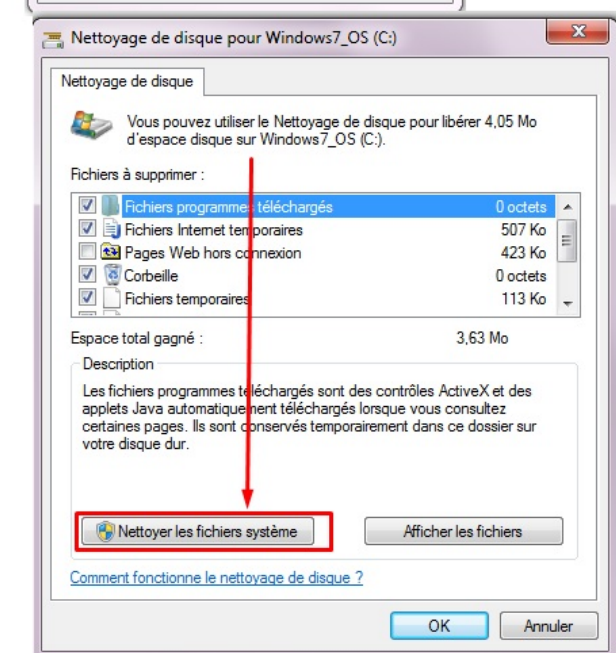 Nettoyage de disque pour Windows7_OS (C:)
Nettoyage de disque
Vous pouvez utiliser le Nettoyage de disque pour libérer 4,05 Mo
d'espace disque sur Windows7_OS (C:).
Fichiers à supprimer :
Fichiers programmes téléchargés 0 octets
Fichiers Internet temporaires 507 Ko
Pages Web hors connexion 423 Ko
Corbeille 0 octets
Fichiers temporaires 113 Ko
Espace total gagné : 3,63 Mo
Description
Les fichiers programmes téléchargés sont des contrôles ActiveX et des
applets Java automatiquement téléchargés lorsque vous consultez
certaines pages. Ils sont conservés temporairement dans ce dossier sur
votre disque dur.
Nettoyer les fichiers système Afficher les fichiers
Comment fonctionne le nettoyage de disque ?
OK Annuler